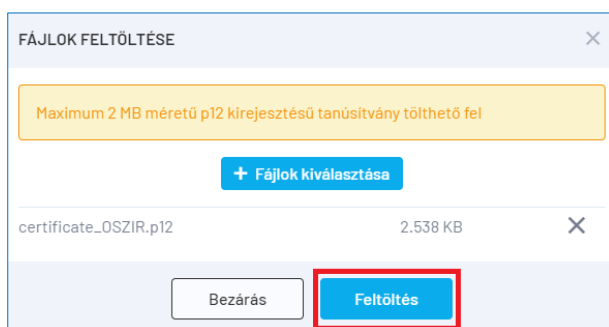 FÁJLOK FELTÖLTÉSE
Maximum 2 MB méretű p12 kirejesztésű tanúsítvány tölthető fel
+ Fájlok kiválasztása
certificate_OSZIR.p12 2.538 KB
Bezárás Feltöltés